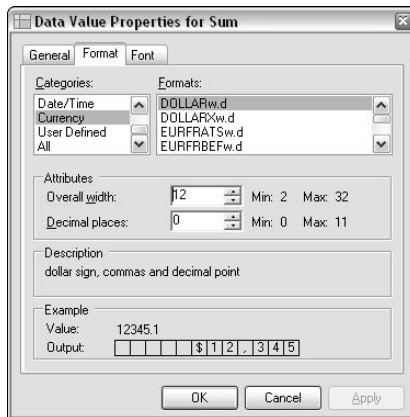 Data Value Properties for Sum
General Format Font
Categories: Formats:
Date/Time DOLLARw.d
Currency DOLLARXw.d
User Defined EURFRATSw.d
All EURFRBEFw.d
Attributes
Overall width: 12 Min: 2 Max: 32
Decimal places: 0 Min: 0 Max: 11
Description
dollar sign, commas and decimal point
Example
Value: 12345.1
Output: $12,345
OK Cancel Apply